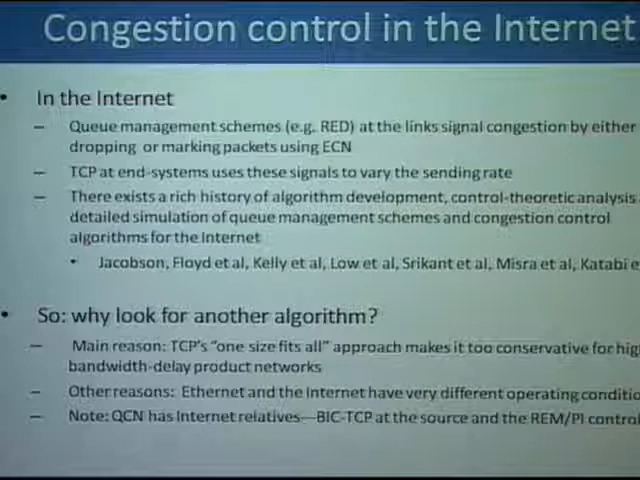 Congestion control in the Internet
• In the Internet
– Queue management schemes (e.g. RED) at the links signal congestion by either
dropping or marking packets using ECN
– TCP at end-systems uses these signals to vary the sending rate
– There exists a rich history of algorithm development, control-theoretic analysis
detailed simulation of queue management schemes and congestion control
algorithms for the Internet
• Jacobson, Floyd et al, Kelly et al, Low et al, Srikant et al, Misra et al, Katabi e
• So: why look for another algorithm?
– Main reason: TCP's "one size fits all" approach makes it too conservative for hig
bandwidth-delay product networks
– Other reasons: Ethernet and the Internet have very different operating conditio
– Note: QCN has Internet relatives—BIC-TCP at the source and the REM/PI control